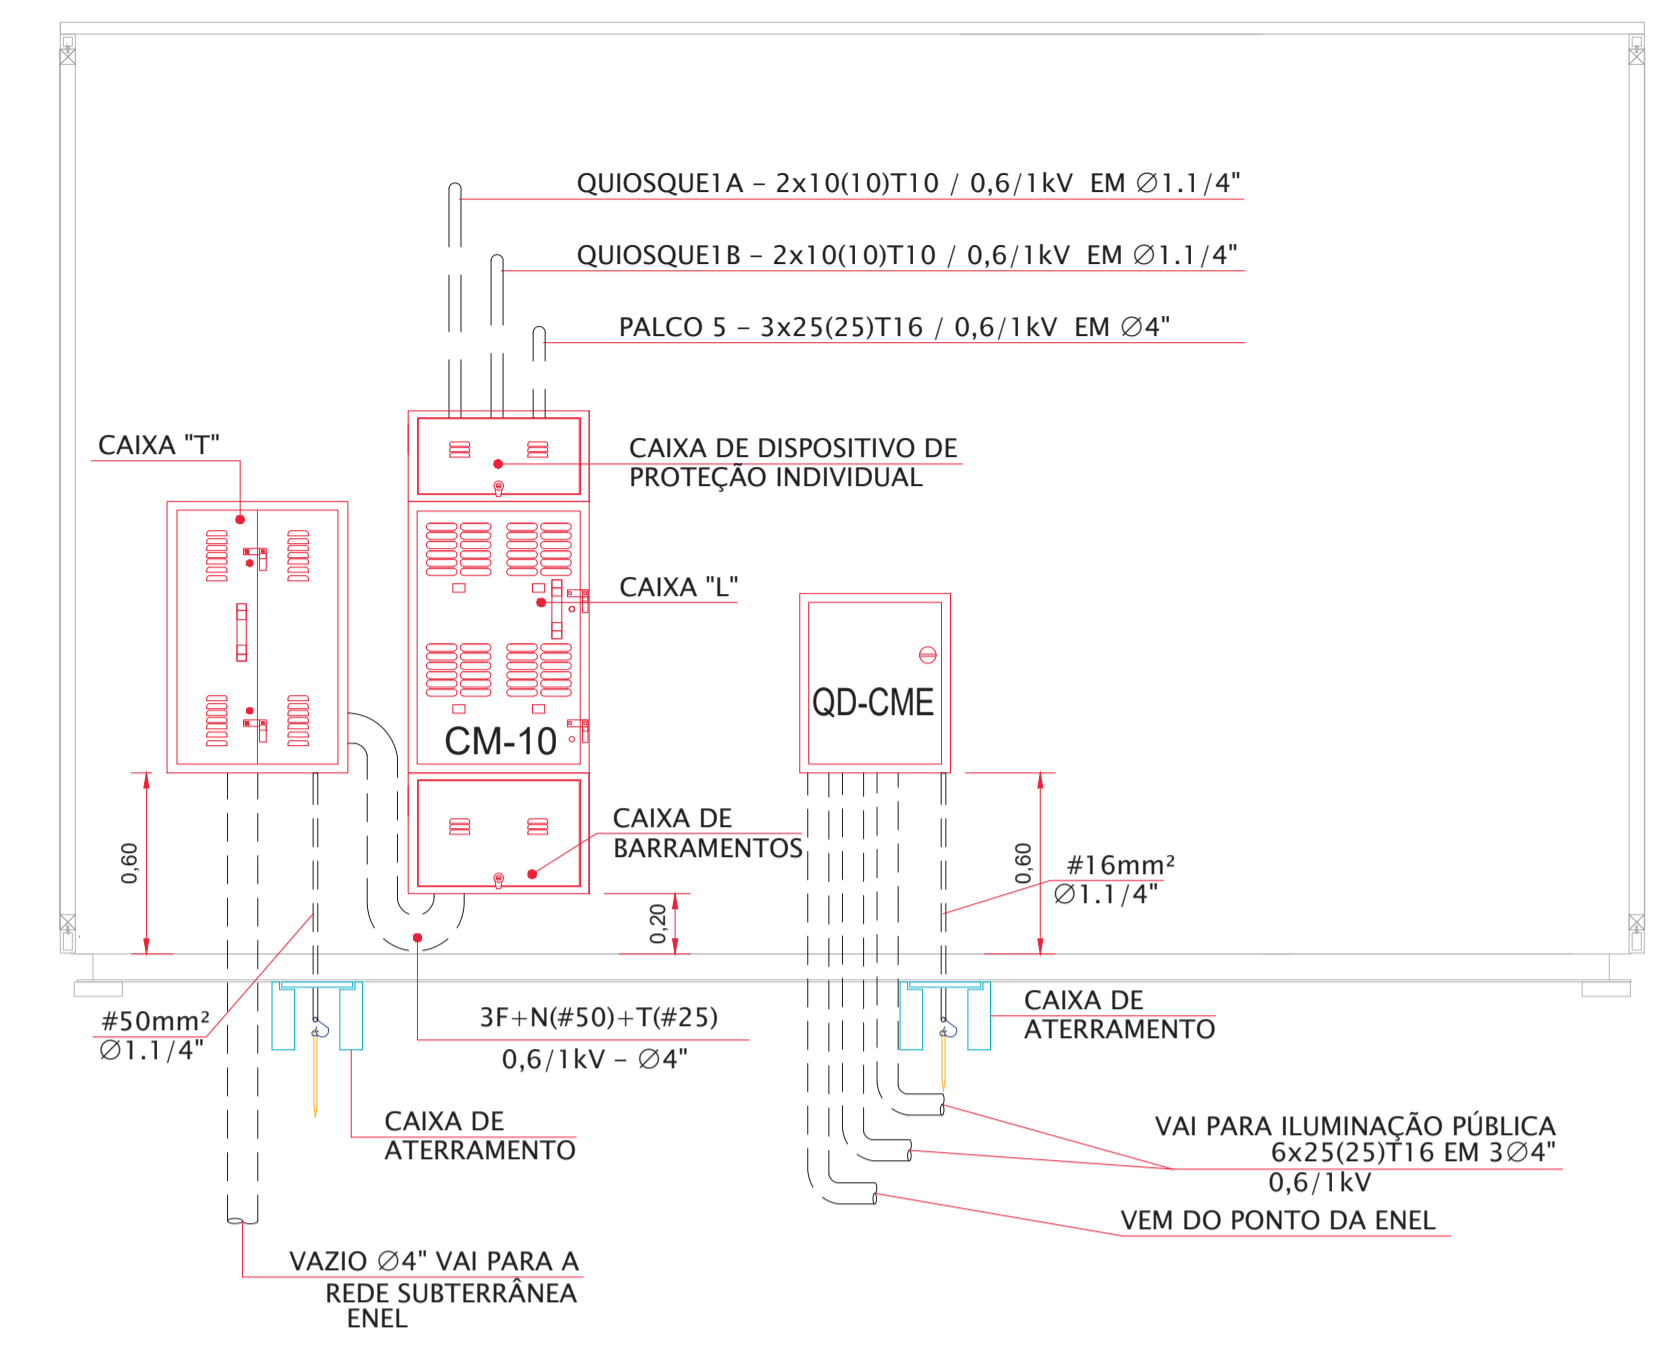 QUIOSQUE1A – 2x10(10)T10 / 0,6/1kV EM ∅1.1/4"
QUIOSQUE1B – 2x10(10)T10 / 0,6/1kV EM ∅1.1/4"
PALCO 5 – 3x25(25)T16 / 0,6/1kV EM ∅4"
CAIXA "T"
CAIXA DE DISPOSITIVO DE
PROTEÇÃO INDIVIDUAL
CAIXA "L"
QD-CME
CM-10
CAIXA DE
BARRAMENTOS
0,60
0,20
0,60
#16mm²
∅1.1/4"
#50mm²
∅1.1/4"
3F+N(#50)+T(#25)
0,6/1kV – ∅4"
CAIXA DE
ATERRAMENTO
CAIXA DE
ATERRAMENTO
VAI PARA ILUMINAÇÃO PÚBLICA
6x25(25)T16 EM 3∅4"
0,6/1kV
VEM DO PONTO DA ENEL
VAZIO ∅4" VAI PARA A
REDE SUBTERRÂNEA
ENEL